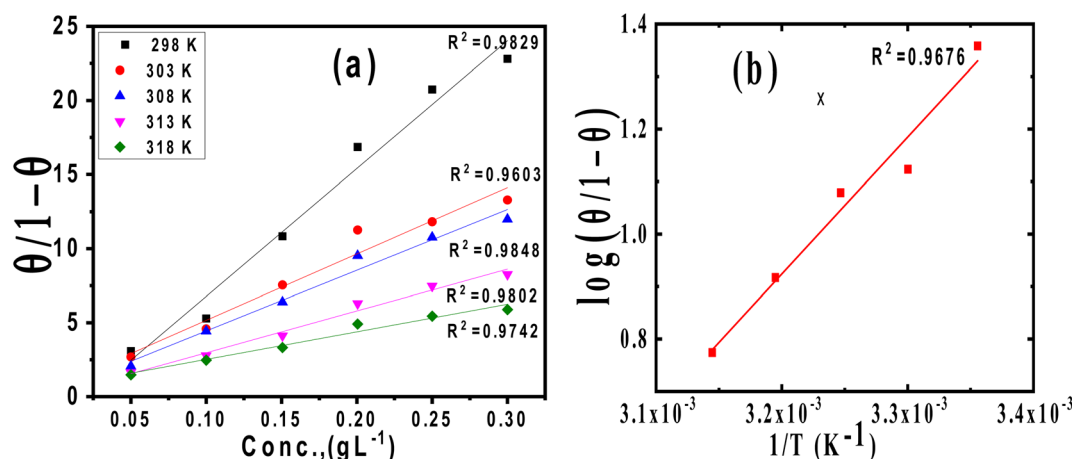 (a)
298 K
303 K
308 K
313 K
318 K
R²=0.9829
R²=0.9603
R²=0.9848
R²=0.9802
R²=0.9742
θ/1−θ
25
20
15
10
5
0
0.05 0.10 0.15 0.20 0.25 0.30
Conc.,(gL⁻¹)
(b)
R²=0.9676
x
log(θ/1−θ)
1.4
1.2
1.0
0.8
3.1x10⁻³ 3.2x10⁻³ 3.3x10⁻³ 3.4x10⁻³
1/T (K⁻¹)